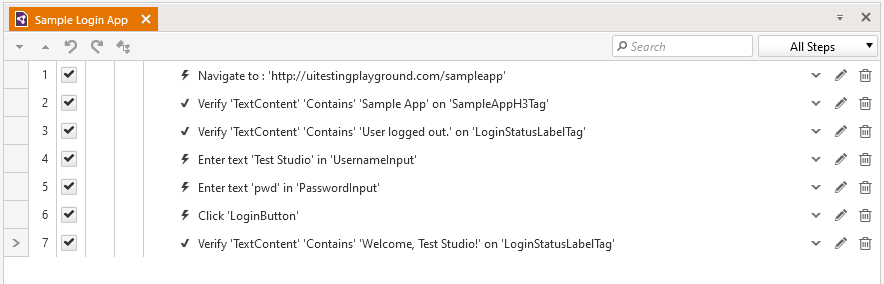 Sample Login App
Search
All Steps
1 Navigate to : 'http://uitestingplayground.com/sampleapp'
2 Verify 'TextContent' 'Contains' 'Sample App' on 'SampleAppH3Tag'
3 Verify 'TextContent' 'Contains' 'User logged out.' on 'LoginStatusLabelTag'
4 Enter text 'Test Studio' in 'UsernameInput'
5 Enter text 'pwd' in 'PasswordInput'
6 Click 'LoginButton'
7 Verify 'TextContent' 'Contains' 'Welcome, Test Studio!' on 'LoginStatusLabelTag'